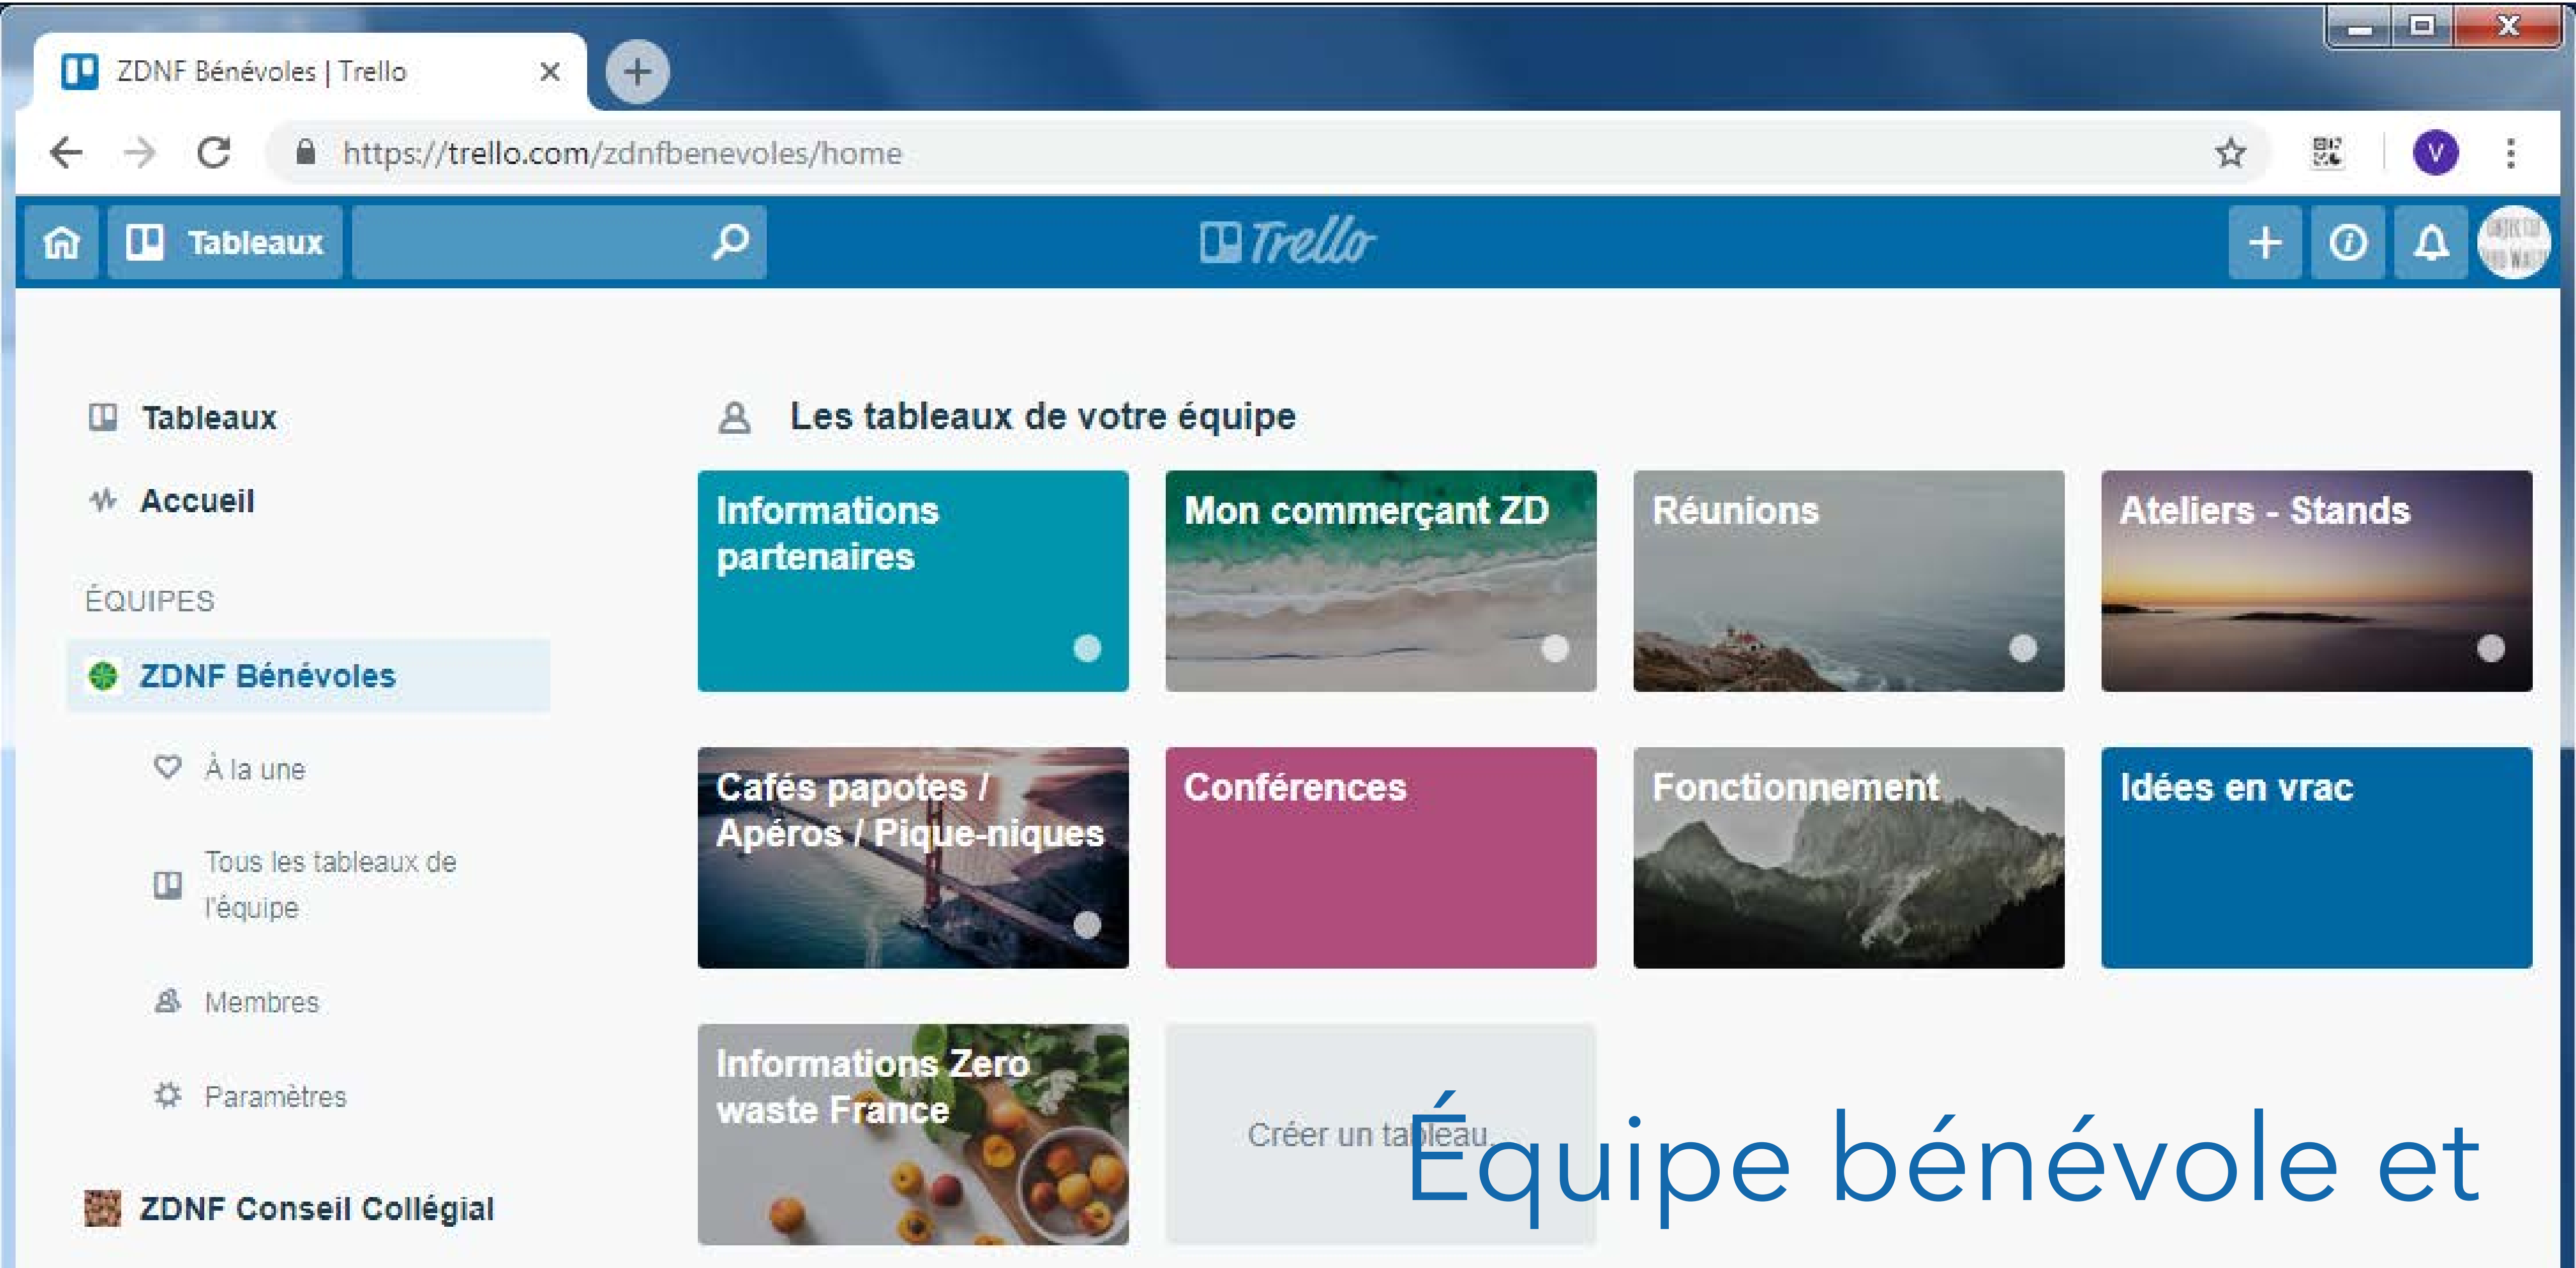 ZDNF Bénévoles | Trello
https://trello.com/zdnfbenevoles/home
V
Tableaux
Trello
Tableaux
Accueil
ÉQUIPES
ZDNF Bénévoles
À la une
Tous les tableaux de
l'équipe
Membres
Paramètres
ZDNF Conseil Collégial
Les tableaux de votre équipe
Informations
partenaires
Mon commerçant ZD
Réunions
Ateliers - Stands
Cafés papotes /
Apéros / Pique-niques
Conférences
Fonctionnement
Idées en vrac
Informations Zero
waste France
Créer un tableau
Équipe bénévole et